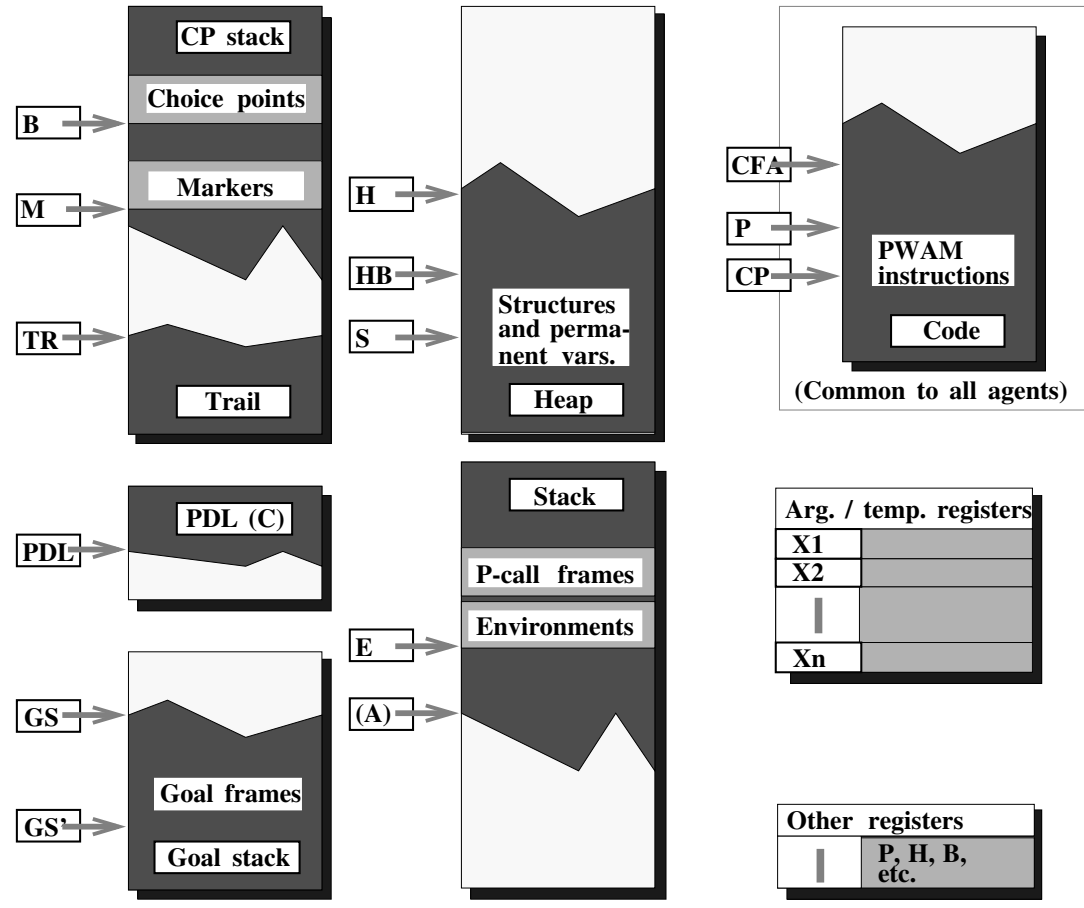 CP stack
Choice points
B
Markers
M
TR
Trail
H
HB
S
Structures
and perma-
nent vars.
Heap
CFA
P
CP
PWAM
instructions
Code
(Common to all agents)
PDL (C)
PDL
Stack
P-call frames
Environments
E
(A)
GS
Goal frames
GS'
Goal stack
Arg. / temp. registers
X1
X2
Xn
Other registers
P, H, B,
etc.